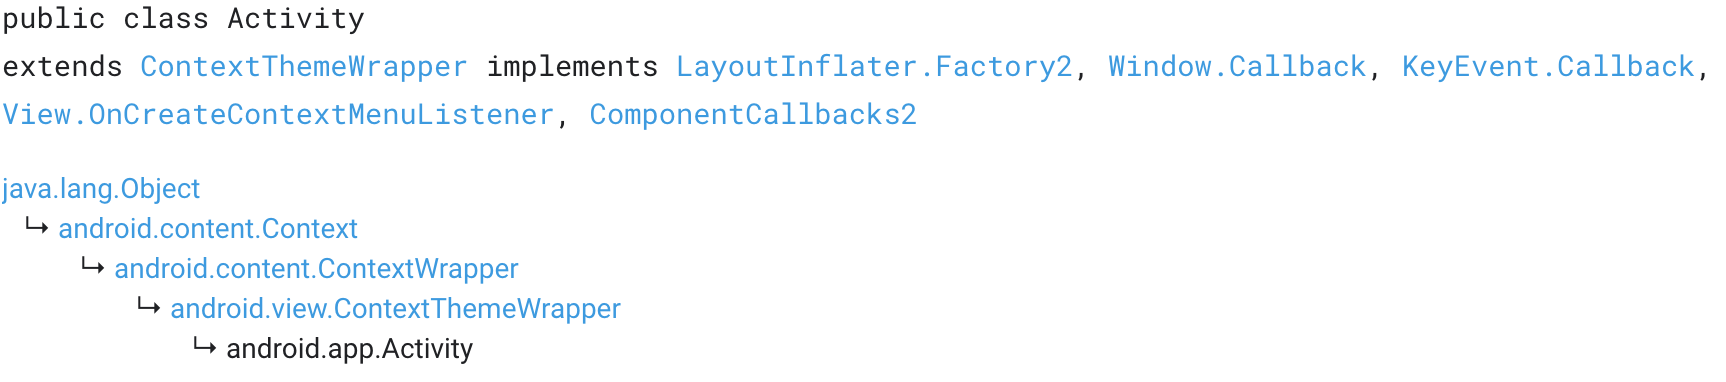 public class Activity
extends ContextThemeWrapper implements LayoutInflater.Factory2, Window.Callback, KeyEvent.Callback,
View.OnCreateContextMenuListener, ComponentCallbacks2
java.lang.Object
↳ android.content.Context
↳ android.content.ContextWrapper
↳ android.view.ContextThemeWrapper
↳ android.app.Activity